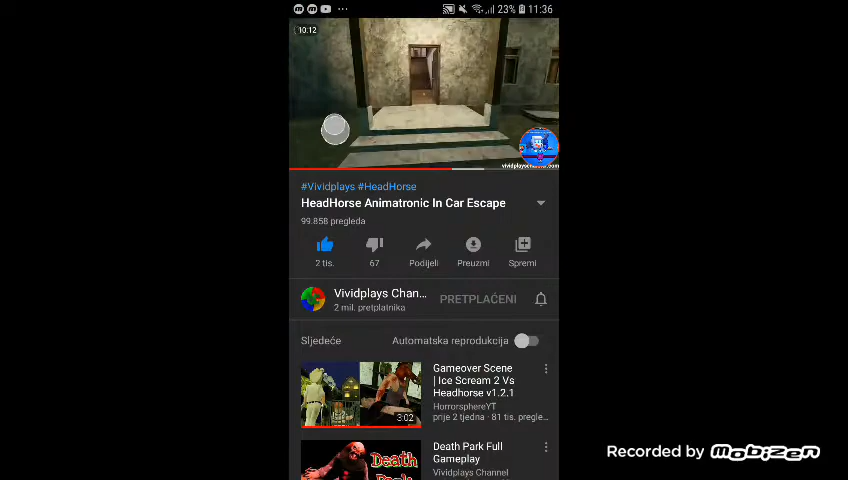 23% 11:36
10:12
vividplayschannel.com
#Vividplays #HeadHorse
HeadHorse Animatronic In Car Escape
99.858 pregleda
2 tis.
67
Podijeli
Preuzmi
Spremi
Vividplays Chan...
2 mil. pretplatnika
PRETPLAĆENI
Sljedeće
Automatska reprodukcija
3:02
Gameover Scene
| Ice Scream 2 Vs
Headhorse v1.2.1
HorrorsphereYT
prije 2 tjedna · 81 tis. pregle...
Death
Death Park Full
Gameplay
Vividplays Channel
Recorded by MOBIZEN